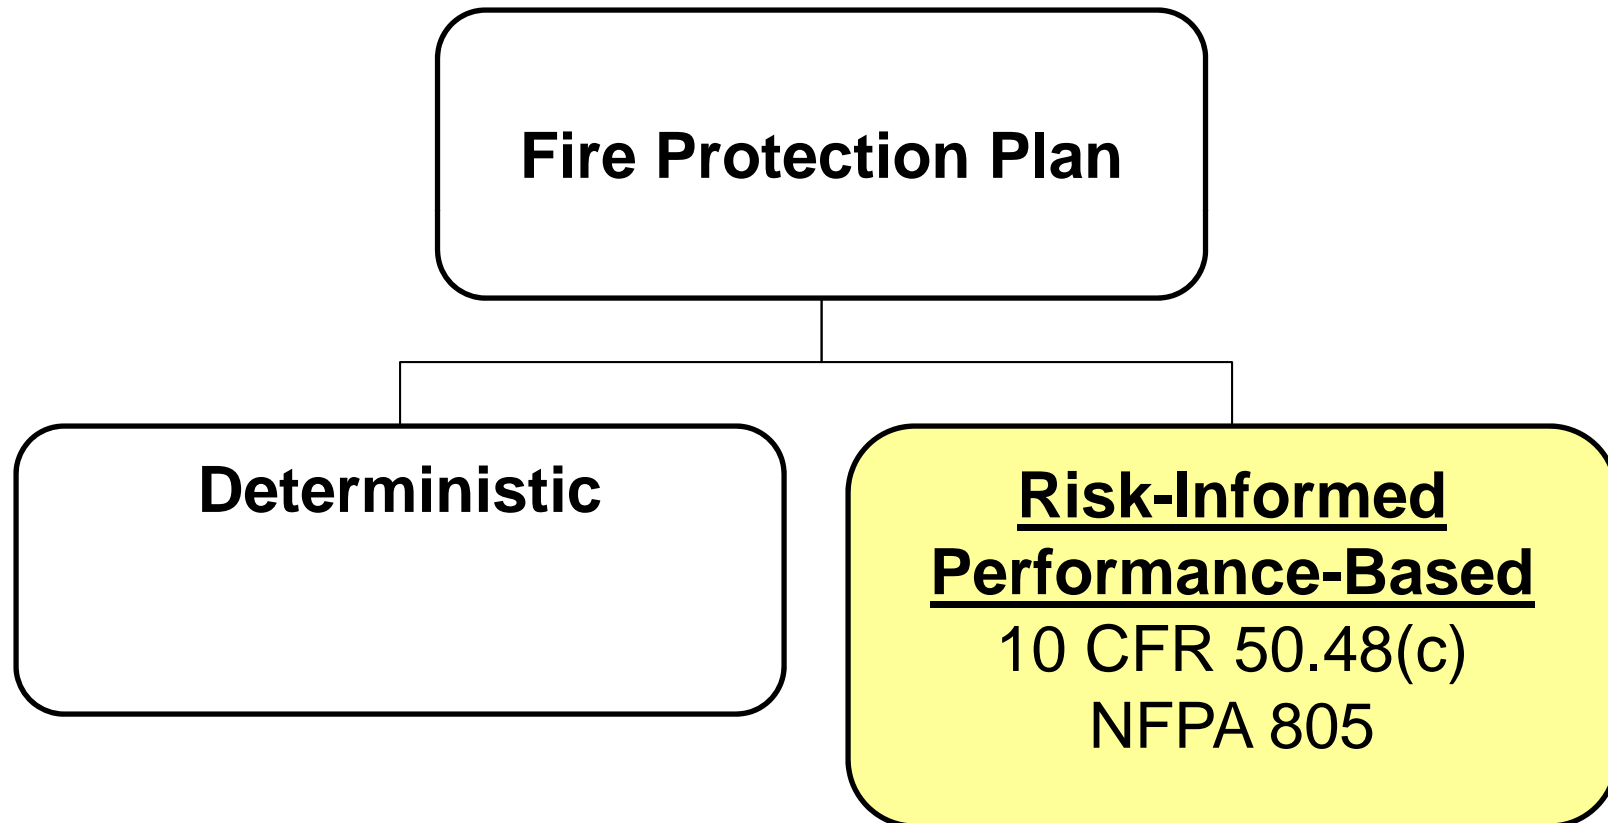 Fire Protection Plan
Deterministic
Risk-Informed
Performance-Based
10 CFR 50.48(c)
NFPA 805